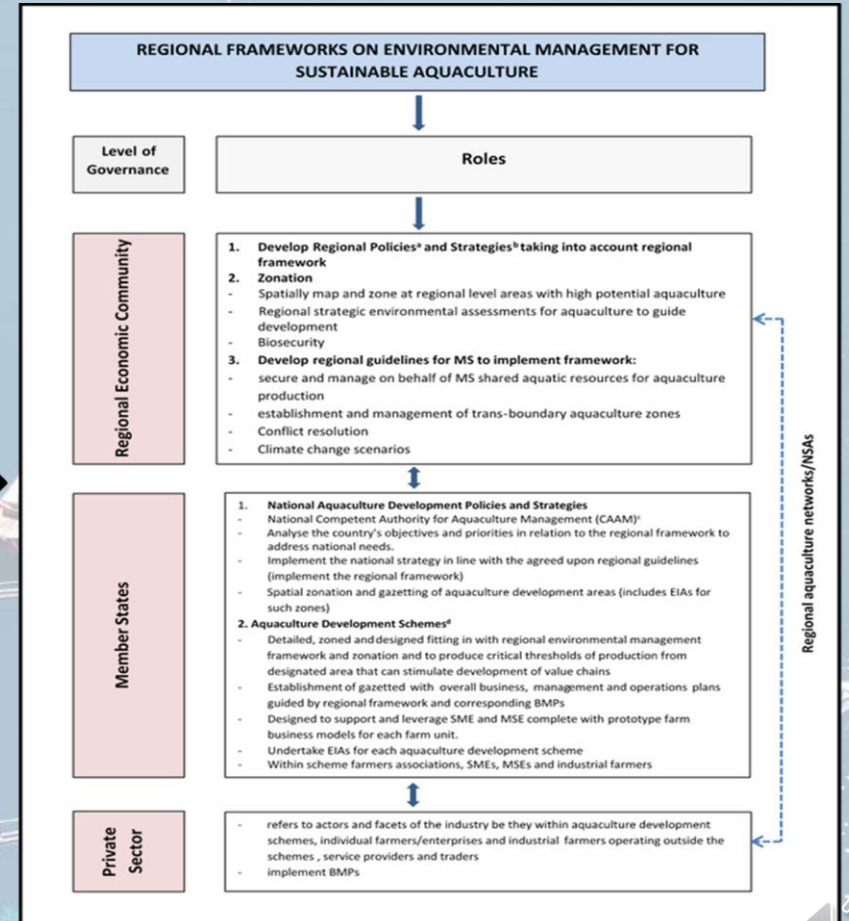 REGIONAL FRAMEWORKS ON ENVIRONMENTAL MANAGEMENT FOR
SUSTAINABLE AQUACULTURE
Level of
Governance
Roles
Regional Economic Community
1. Develop Regional Policiesᵃ and Strategiesᵇ taking into account regional
framework
2. Zonation
- Spatially map and zone at regional level areas with high potential aquaculture
- Regional strategic environmental assessments for aquaculture to guide
development
- Biosecurity
3. Develop regional guidelines for MS to implement framework:
- secure and manage on behalf of MS shared aquatic resources for aquaculture
production
- establishment and management of trans-boundary aquaculture zones
- Conflict resolution
- Climate change scenarios
Member States
1. National Aquaculture Development Policies and Strategies
- National Competent Authority for Aquaculture Management (CAAM)ᶜ
- Analyse the country's objectives and priorities in relation to the regional framework to
address national needs.
- Implement the national strategy in line with the agreed upon regional guidelines
(implement the regional framework)
- Spatial zonation and gazetting of aquaculture development areas (includes EIAs for
such zones)
2. Aquaculture Development Schemesᵈ
- Detailed, zoned and designed fitting in with regional environmental management
framework and zonation and to produce critical thresholds of production from
designated area that can stimulate development of value chains
- Establishment of gazetted with overall business, management and operations plans
guided by regional framework and corresponding BMPs
- Designed to support and leverage SME and MSE complete with prototype farm
business models for each farm unit.
- Undertake EIAs for each aquaculture development scheme
- Within scheme farmers associations, SMEs, MSEs and industrial farmers
Private
Sector
- refers to actors and facets of the industry be they within aquaculture development
schemes, individual farmers/enterprises and industrial farmers operating outside the
schemes , service providers and traders
- implement BMPs
Regional aquaculture networks/NSAs